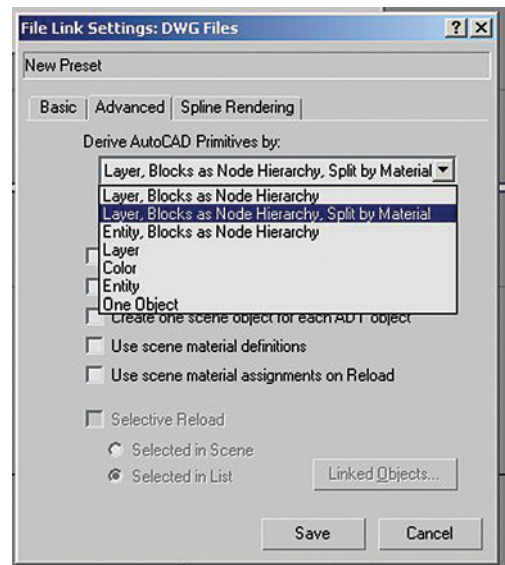 File Link Settings: DWG Files
New Preset
Basic Advanced Spline Rendering
Derive AutoCAD Primitives by:
Layer, Blocks as Node Hierarchy, Split by Material
Layer, Blocks as Node Hierarchy
Layer, Blocks as Node Hierarchy, Split by Material
Entity, Blocks as Node Hierarchy
Layer
Color
Entity
One Object
Create one scene object for each ADT object
Use scene material definitions
Use scene material assignments on Reload
Selective Reload
Selected in Scene
Selected in List Linked Objects...
Save Cancel